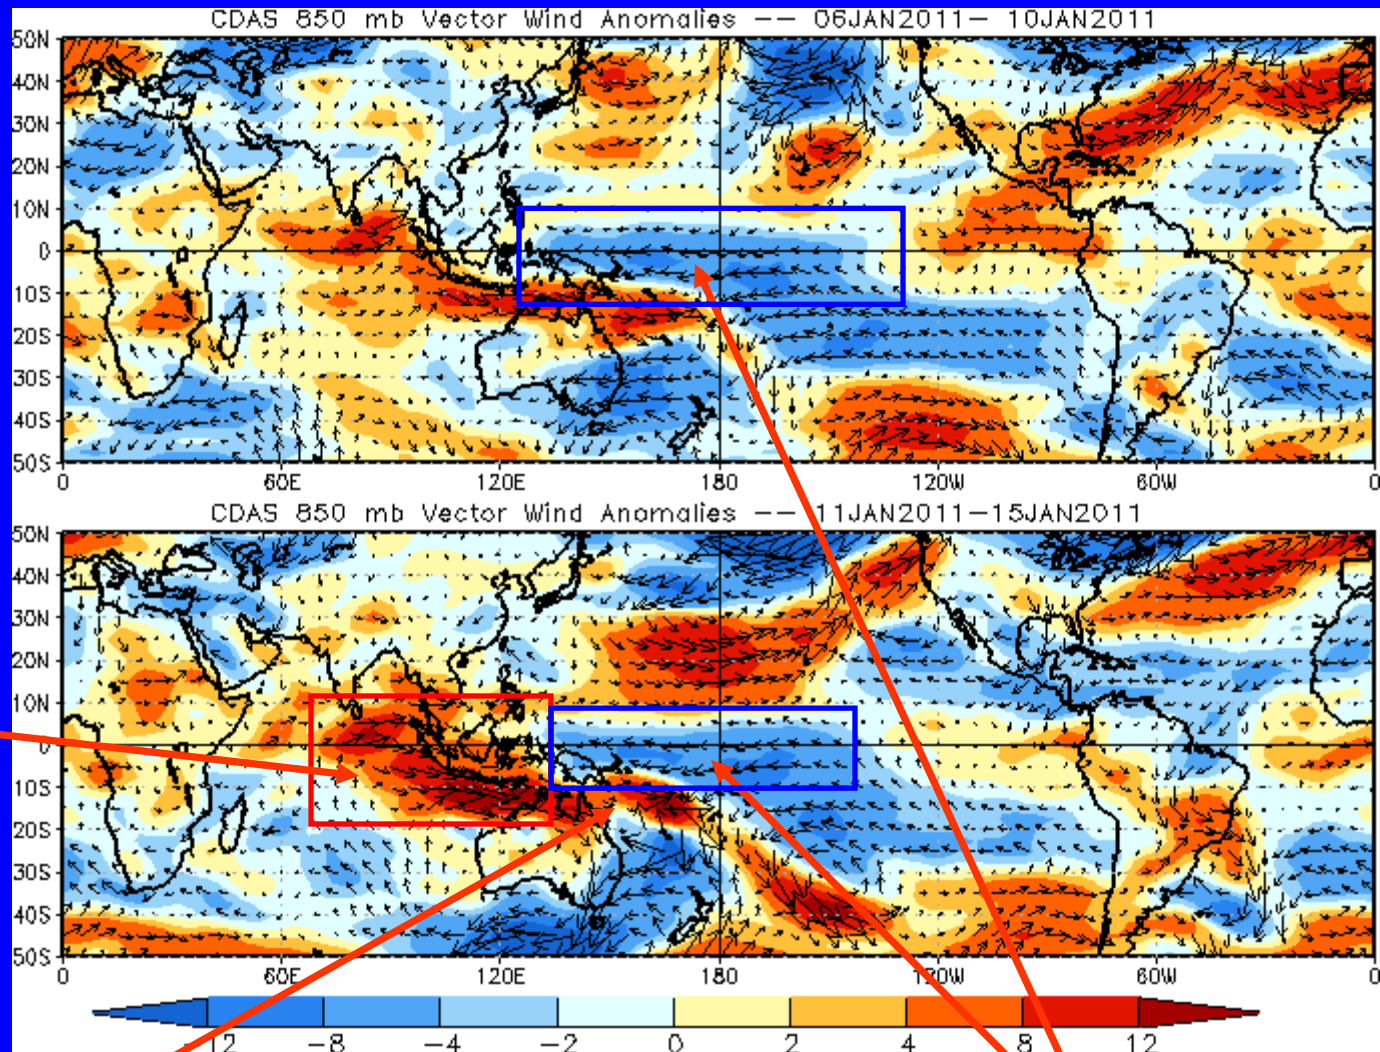 CDAS 850 mb Vector Wind Anomalies -- 06JAN2011- 10JAN2011
50N
40N
30N
20N
10N
0
10S
20S
30S
40S
50S
0 60E 120E 180 120W 60W 0
CDAS 850 mb Vector Wind Anomalies -- 11JAN2011-15JAN2011
50N
40N
30N
20N
10N
0
10S
20S
30S
40S
50S
0 60E 120E 180 120W 60W 0
-12 -8 -4 -2 0 2 4 8 12